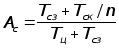 Aс = (Tсз + Tск / n) / (Tц + Tсз)